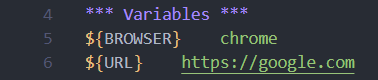 4 *** Variables ***
5 ${BROWSER}    chrome
6 ${URL}    https://google.com